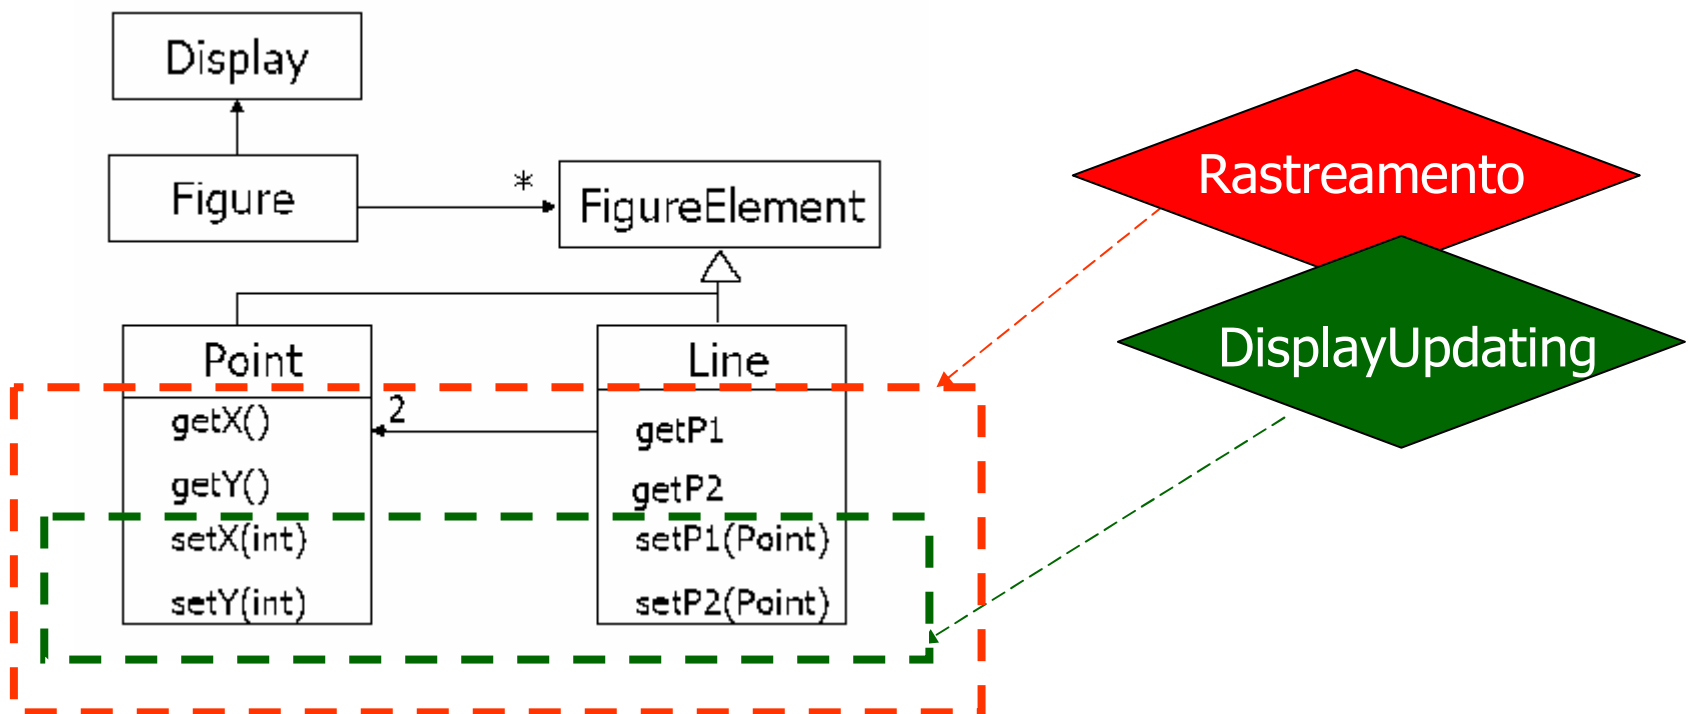 Display
Figure
*
FigureElement
Rastreamento
DisplayUpdating
Point
getX()
getY()
setX(int)
setY(int)
2
Line
getP1
getP2
setP1(Point)
setP2(Point)